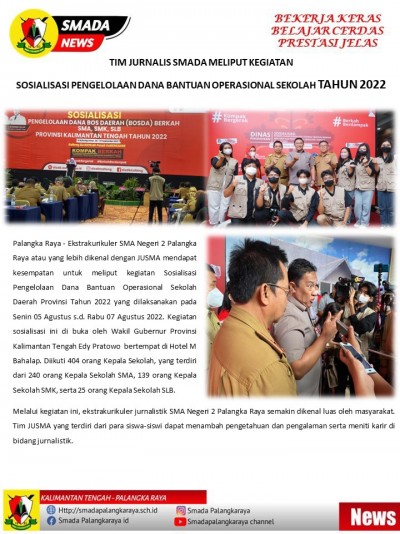 SMADA
NEWS
BEKERJA KERAS
BELAJAR CERDAS
PRESTASI JELAS
TIM JURNALIS SMADA MELIPUT KEGIATAN
SOSIALISASI PENGELOLAAN DANA BANTUAN OPERASIONAL SEKOLAH TAHUN 2022
SOSIALISASI
PENGELOLAAN DANA BOS DAERAH (BOSDA) BERKAH
SMA, SMK, SLB
PROVINSI KALIMANTAN TENGAH TAHUN 2022
KOMPAK
#Kompak
Bergerak
#Berkah
Berdampak
DINAS
Palangka Raya - Ekstrakurikuler SMA Negeri 2 Palangka
Raya atau yang lebih dikenal dengan JUSMA mendapat
kesempatan untuk meliput kegiatan Sosialisasi
Pengelolaan Dana Bantuan Operasional Sekolah
Daerah Provinsi Tahun 2022 yang dilaksanakan pada
Senin 05 Agustus s.d. Rabu 07 Agustus 2022. Kegiatan
sosialisasi ini di buka oleh Wakil Gubernur Provinsi
Kalimantan Tengah Edy Pratowo bertempat di Hotel M
Bahalap. Diikuti 404 orang Kepala Sekolah, yang terdiri
dari 240 orang Kepala Sekolah SMA, 139 orang Kepala
Sekolah SMK, serta 25 orang Kepala Sekolah SLB.
Melalui kegiatan ini, ekstrakurikuler jurnalistik SMA Negeri 2 Palangka Raya semakin dikenal luas oleh masyarakat.
Tim JUSMA yang terdiri dari para siswa-siswi dapat menambah pengetahuan dan pengalaman serta meniti karir di
bidang jurnalistik.
KALIMANTAN TENGAH - PALANGKA RAYA
Http://smadapalangkaraya.sch.id
Smada Palangkaraya
Smada Palangkaraya id
Smadapalangkaraya channel
News